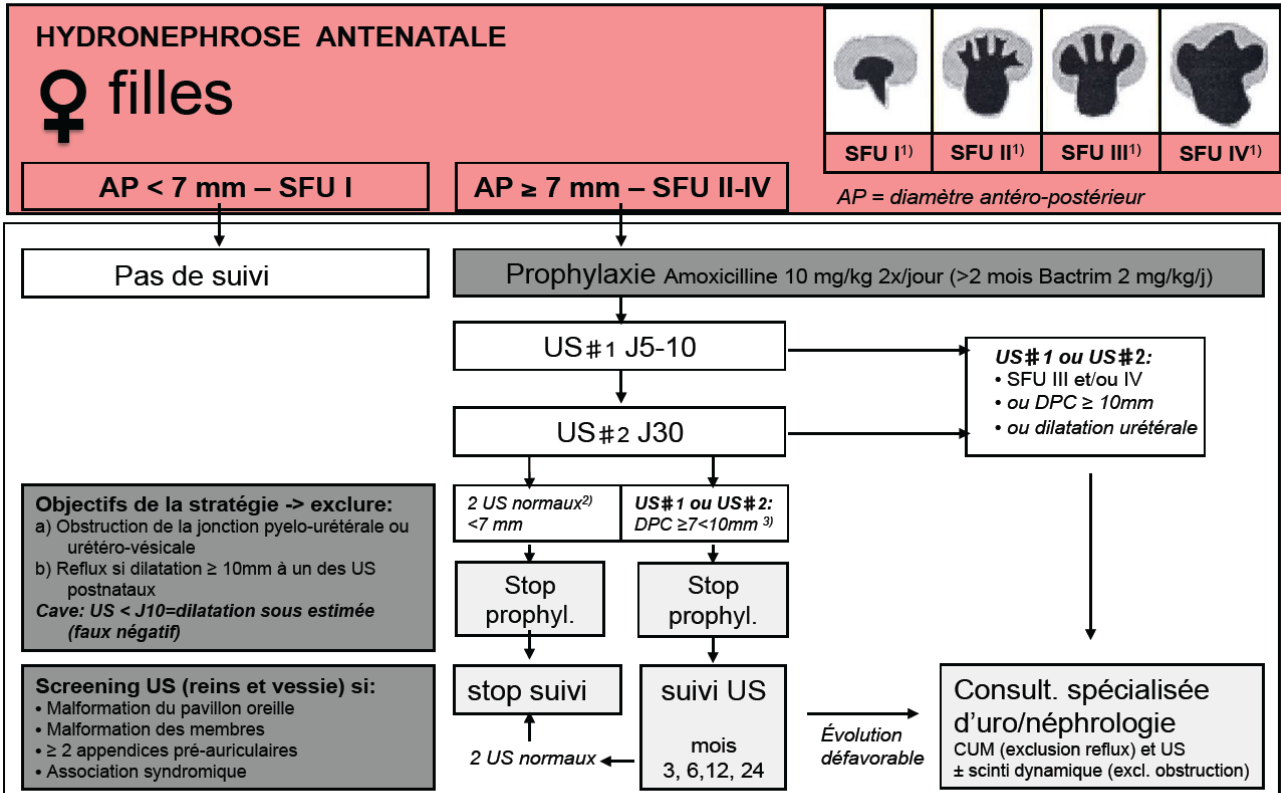 HYDRONEPHROSE ANTENATALE
♀ filles
SFU I¹⁾
SFU II¹⁾
SFU III¹⁾
SFU IV¹⁾
AP < 7 mm – SFU I
AP ≥ 7 mm – SFU II-IV
AP = diamètre antéro-postérieur
Pas de suivi
Prophylaxie Amoxicilline 10 mg/kg 2x/jour (>2 mois Bactrim 2 mg/kg/j)
US#1 J5-10
US#2 J30
US#1 ou US#2:
• SFU III et/ou IV
• ou DPC ≥ 10mm
• ou dilatation urétérale
Objectifs de la stratégie -> exclure:
a) Obstruction de la jonction pyelo-urétérale ou
urétéro-vésicale
b) Reflux si dilatation ≥ 10mm à un des US
postnataux
Cave: US < J10=dilatation sous estimée
(faux négatif)
2 US normaux²⁾
<7 mm
US#1 ou US#2:
DPC ≥7<10mm ³⁾
Stop
prophyl.
Stop
prophyl.
Screening US (reins et vessie) si:
• Malformation du pavillon oreille
• Malformation des membres
• ≥ 2 appendices pré-auriculaires
• Association syndromique
stop suivi
2 US normaux
suivi US
mois
3, 6,12, 24
Évolution
défavorable
Consult. spécialisée
d'uro/néphrologie
CUM (exclusion reflux) et US
± scinti dynamique (excl. obstruction)